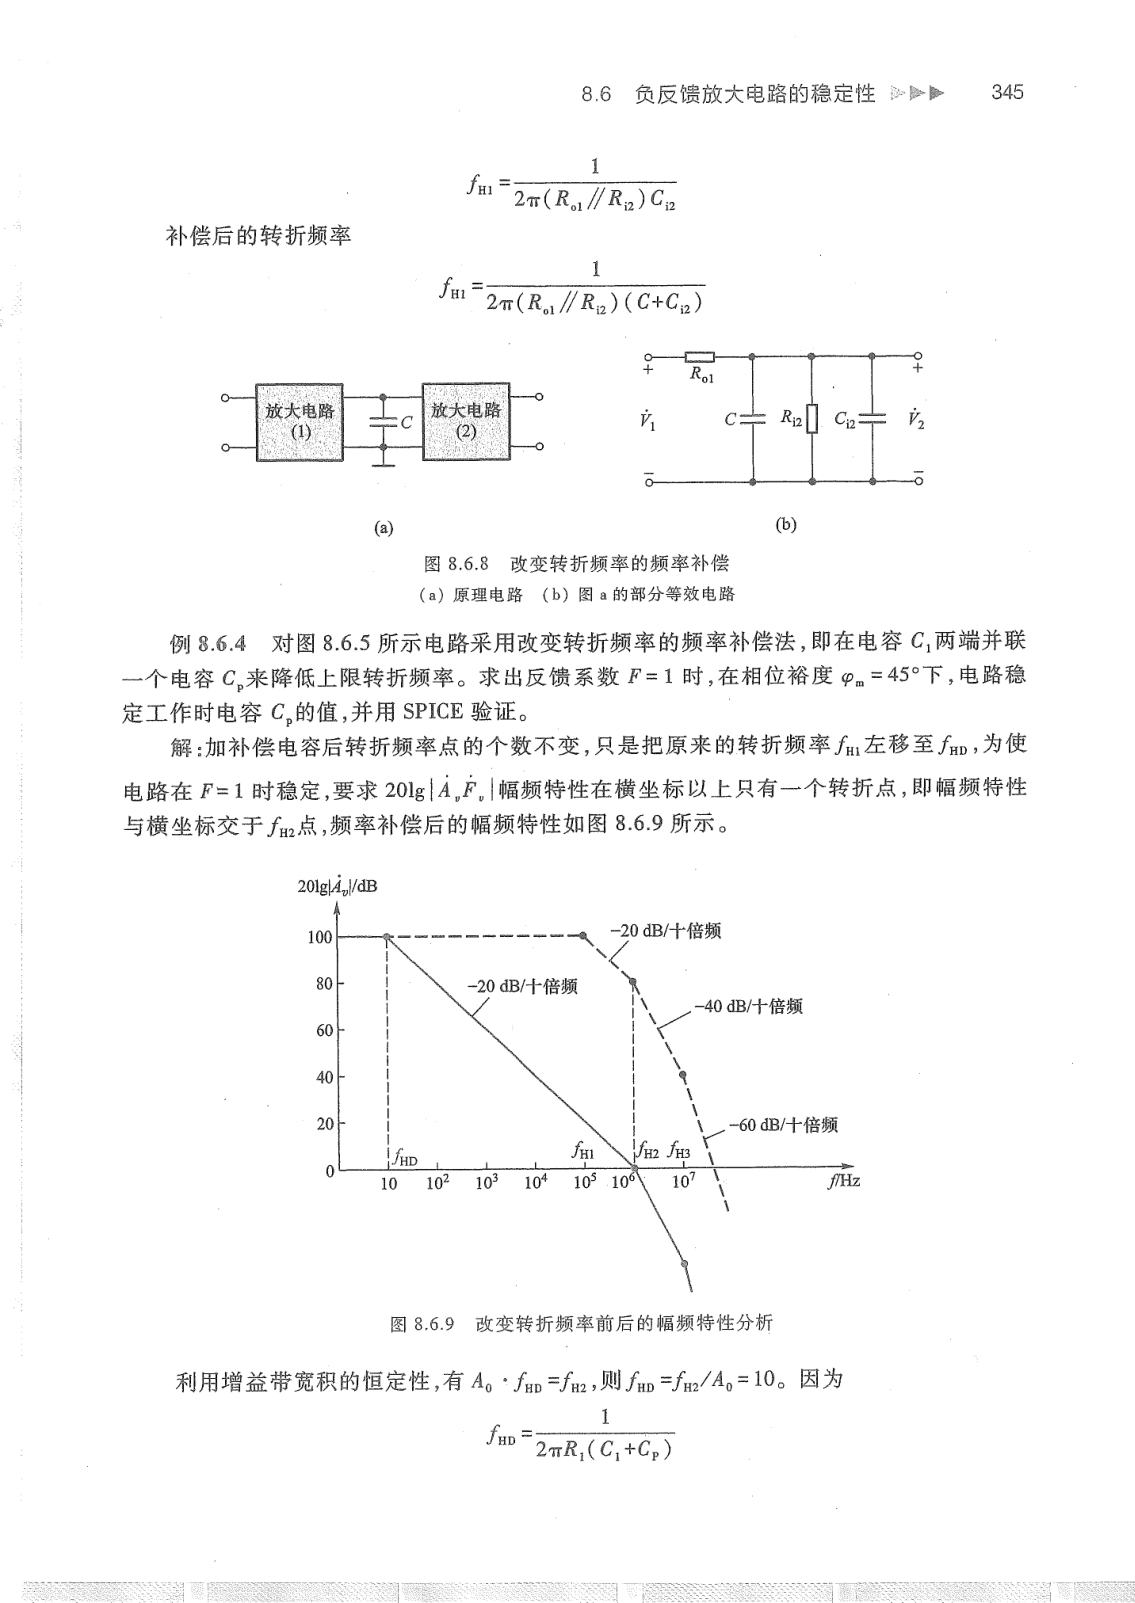 8.6 负反馈放大电路的稳定性 345
f_H1 = 1 / 2π(R_o1∥R_i2)C_i2
补偿后的转折频率
f_H1 = 1 / 2π(R_o1∥R_i2)(C+C_i2)
放大电路 (1) C 放大电路 (2)
+ R_o1 +
V̇_1 C R_i2 C_i2 V̇_2
− −
(a) (b)
图 8.6.8 改变转折频率的频率补偿
(a) 原理电路 (b) 图 a 的部分等效电路
例 8.6.4 对图 8.6.5 所示电路采用改变转折频率的频率补偿法,即在电容 C_1两端并联
一个电容 C_p来降低上限转折频率。求出反馈系数 F=1 时,在相位裕度 φ_m=45°下,电路稳
定工作时电容 C_p的值,并用 SPICE 验证。
解:加补偿电容后转折频率点的个数不变,只是把原来的转折频率 f_H1左移至 f_HD,为使
电路在 F=1 时稳定,要求 20lg|Ȧ_vḞ_v|幅频特性在横坐标以上只有一个转折点,即幅频特性
与横坐标交于 f_H2点,频率补偿后的幅频特性如图 8.6.9 所示。
20lg|Ȧ_v|/dB
100 −20 dB/十倍频
80 −20 dB/十倍频
−40 dB/十倍频
60
40
20 −60 dB/十倍频
f_HD f_H1 f_H2 f_H3
0
10 10² 10³ 10⁴ 10⁵ 10⁶ 10⁷ f/Hz
图 8.6.9 改变转折频率前后的幅频特性分析
利用增益带宽积的恒定性,有 A_0·f_HD=f_H2,则 f_HD=f_H2/A_0=10。因为
f_HD = 1 / 2πR_1(C_1+C_P)